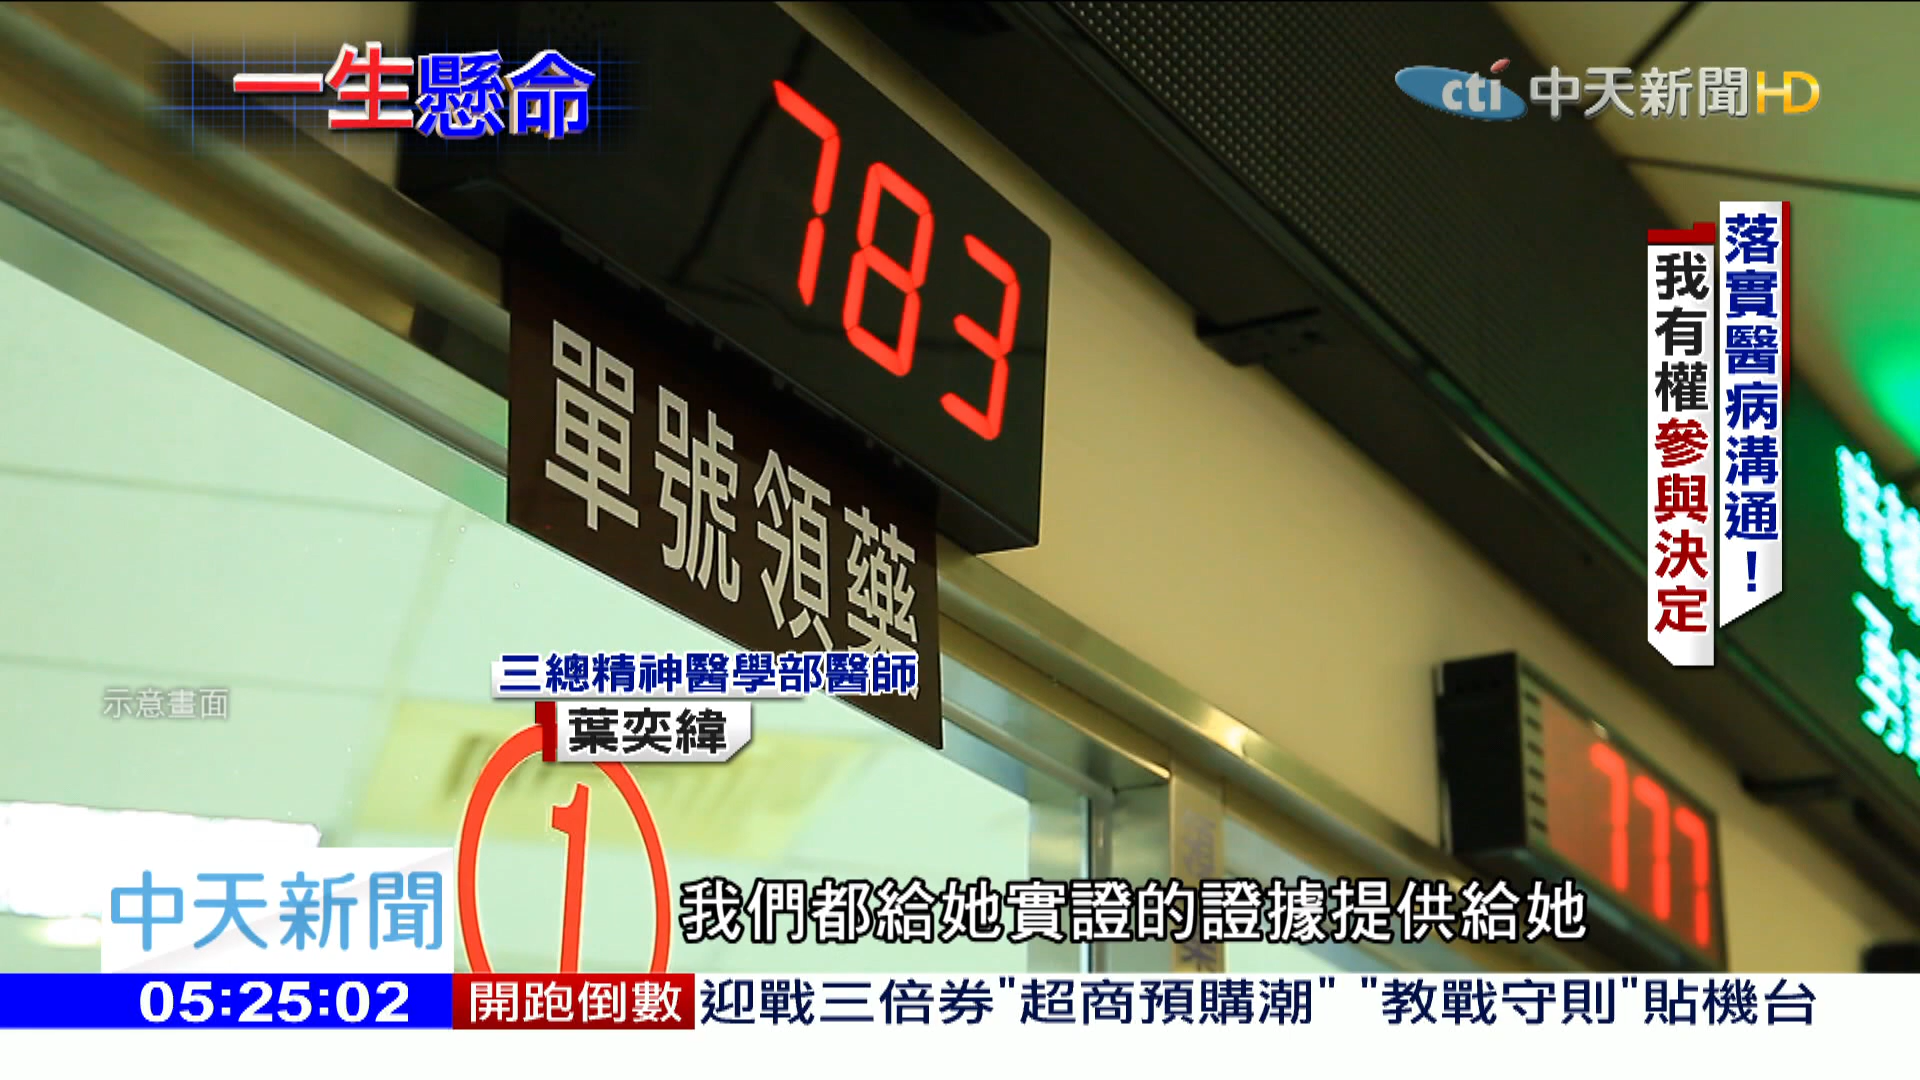 一生懸命
cti 中天新聞HD
落實醫病溝通！
我有權參與決定
783
單號領藥
777
三總精神醫學部醫師
葉奕緯
示意畫面
1
我們都給她實證的證據提供給她
中天新聞
05:25:02
開跑倒數
迎戰三倍券"超商預購潮" "教戰守則"貼機台